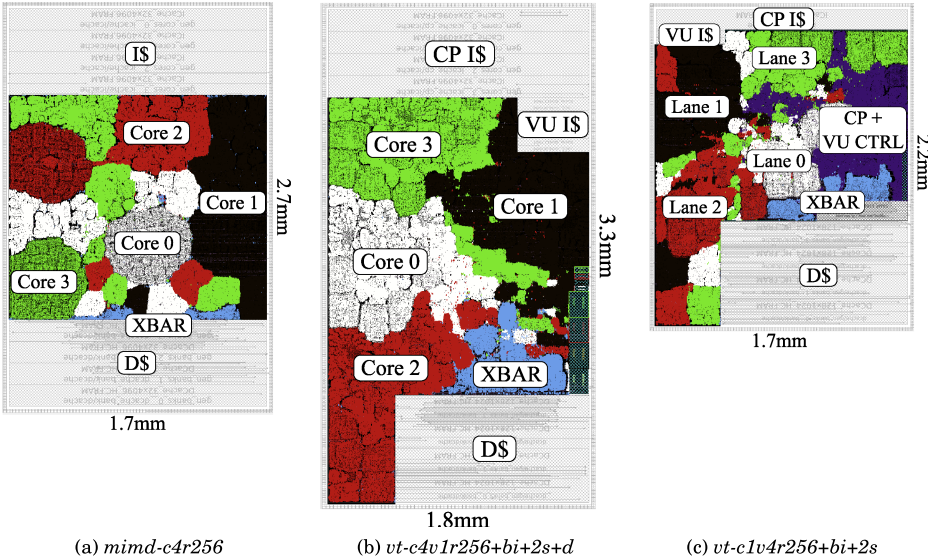 I$
Core 2
Core 1
Core 0
Core 3
XBAR
D$
2.7mm
1.7mm
(a) mimd-c4r256
CP I$
VU I$
Core 3
Core 1
Core 0
Core 2
XBAR
D$
3.3mm
1.8mm
(b) vt-c4v1r256+bi+2s+d
CP I$
VU I$
Lane 3
Lane 1
CP +
VU CTRL
Lane 0
Lane 2
XBAR
D$
2.2mm
1.7mm
(c) vt-c1v4r256+bi+2s